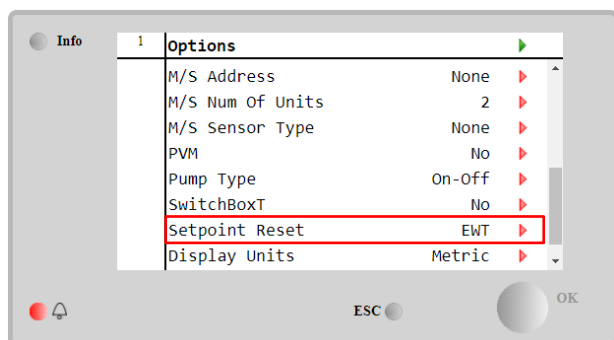 Info
1 Options
M/S Address None
M/S Num Of Units 2
M/S Sensor Type None
PVM No
Pump Type On-Off
SwitchBoxT No
Setpoint Reset EWT
Display Units Metric
ESC
OK